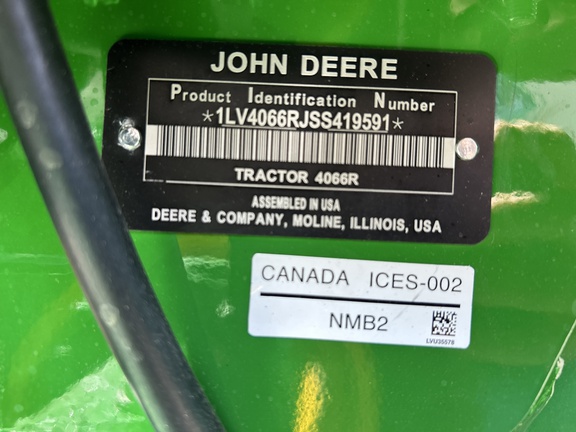 JOHN DEERE
Product Identification Number
*1LV4066RJSS419591*
TRACTOR 4066R
ASSEMBLED IN USA
DEERE & COMPANY, MOLINE, ILLINOIS, USA
CANADA ICES-002
NMB2
LVU35578